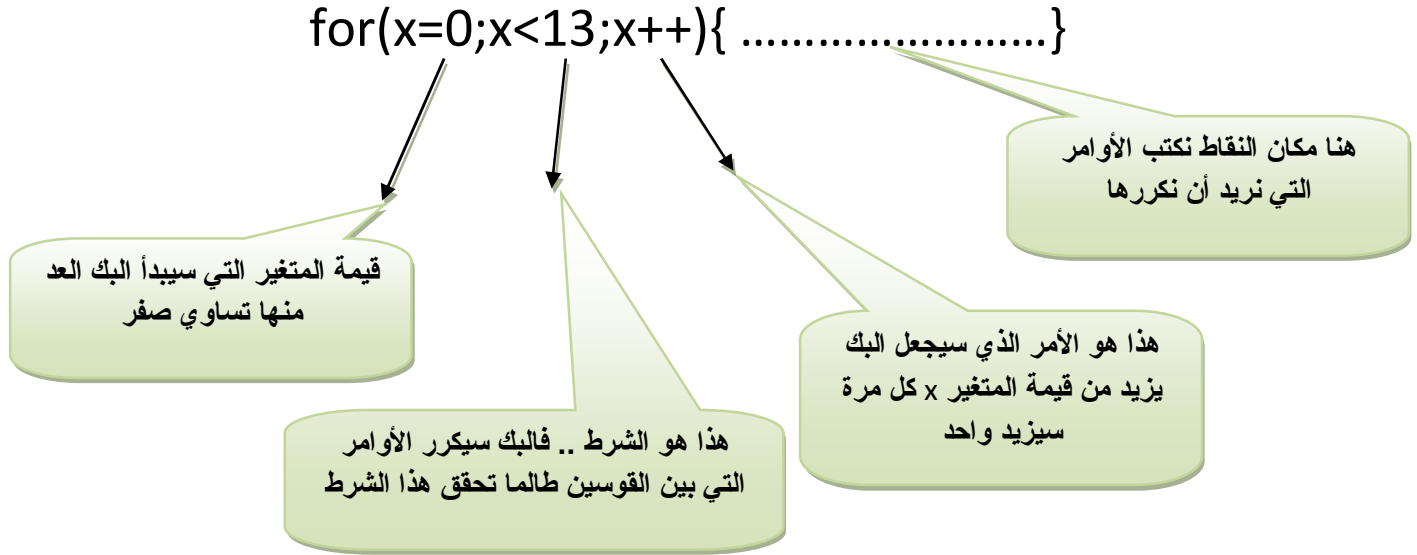 for(x=0;x<13;x++){ ........................}
هنا مكان النقاط نكتب الأوامر
التي نريد أن نكررها
قيمة المتغير التي سيبدأ البك العد
منها تساوي صفر
هذا هو الأمر الذي سيجعل البك
يزيد من قيمة المتغير x كل مرة
سيزيد واحد
هذا هو الشرط .. فالبك سيكرر الأوامر
التي بين القوسين طالما تحقق هذا الشرط